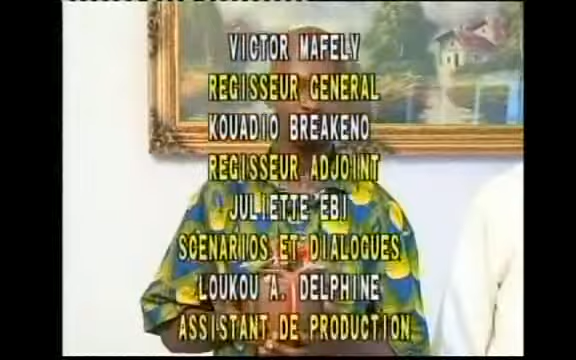 VICTOR MAFELY
REGISSEUR GENERAL
KOUADIO BREAKENO
REGISSEUR ADJOINT
JULIETTE EBI
SCENARIOS ET DIALOGUES
LOUKOU A. DELPHINE
ASSISTANT DE PRODUCTION